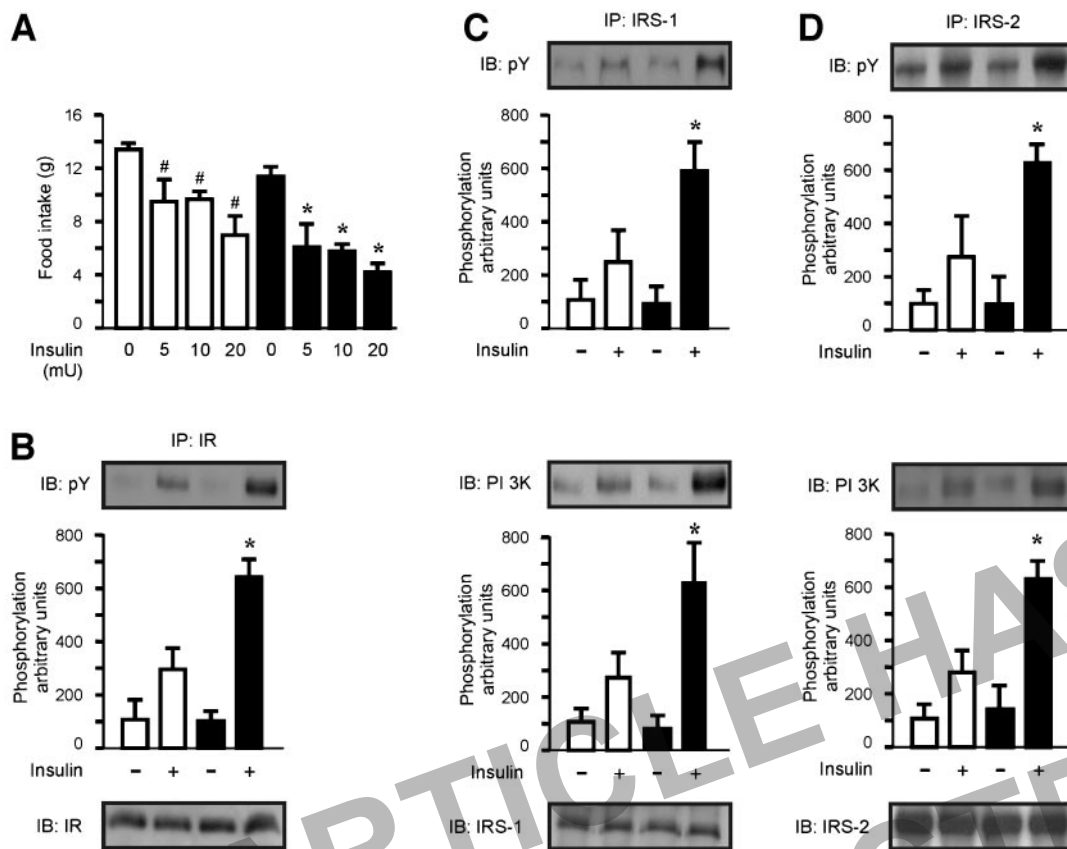 A
Food intake (g)
16
12
8
4
0
# # # * * *
Insulin (mU) 0 5 10 20 0 5 10 20
C
IP: IRS-1
IB: pY
Phosphorylation arbitrary units
800
600
400
200
0
*
Insulin - + - +
D
IP: IRS-2
IB: pY
Phosphorylation arbitrary units
800
600
400
200
0
*
Insulin - + - +
B
IP: IR
IB: pY
Phosphorylation arbitrary units
800
600
400
200
0
*
Insulin - + - +
IB: IR
IB: PI 3K
Phosphorylation arbitrary units
800
600
400
200
0
*
Insulin - + - +
IB: IRS-1
IB: PI 3K
Phosphorylation arbitrary units
800
600
400
200
0
*
Insulin - + - +
IB: IRS-2
ARTICLE HAS